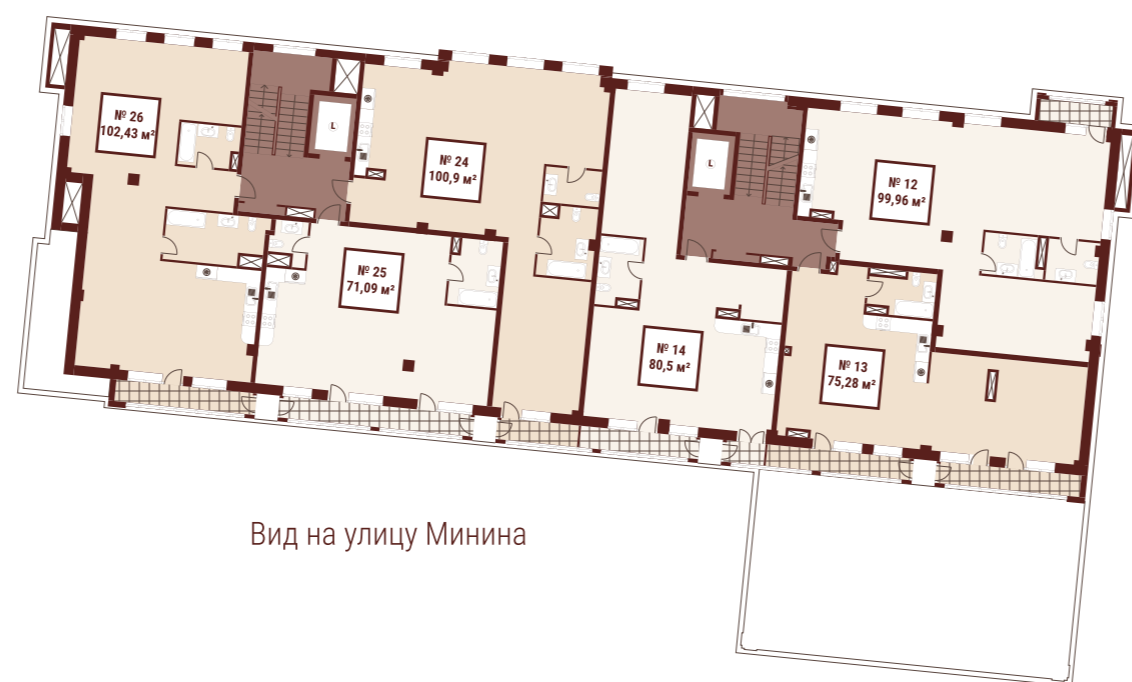 № 26
102,43 м²
L
№ 24
100,9 м²
L
№ 12
99,96 м²
№ 25
71,09 м²
№ 14
80,5 м²
№ 13
75,28 м²
Вид на улицу Минина